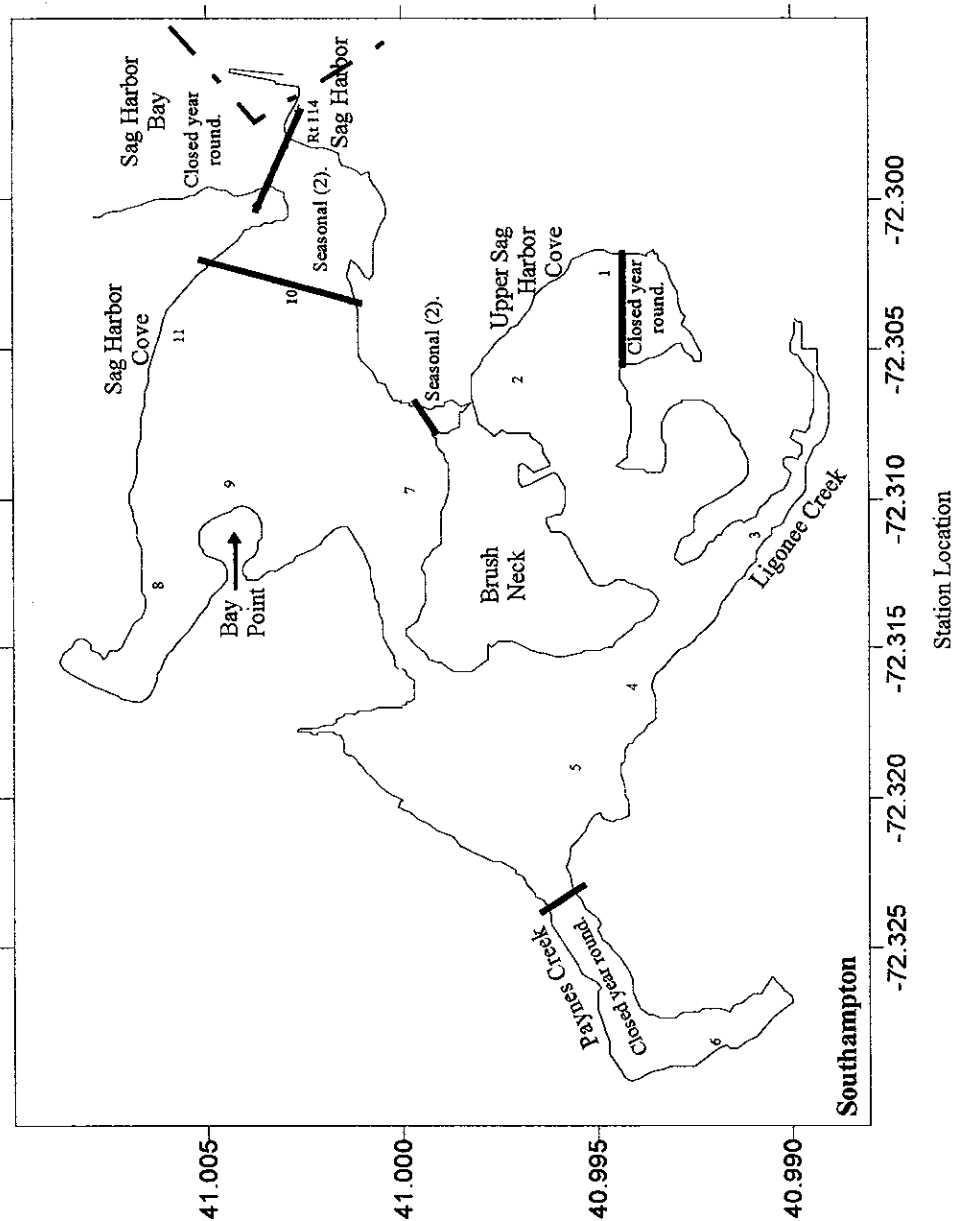 Sag Harbor
Bay
Closed year
round.
Rt 114
Sag Harbor
Sag Harbor
Cove
11
10
Seasonal (2).
Seasonal (2).
Upper Sag
Harbor
Cove
1
Closed year
round.
2
8
9
Bay
Point
7
Brush
Neck
3
Ligonee Creek
4
5
Paynes Creek
Closed year round.
6
Southampton
41.005
41.000
40.995
40.990
-72.325
-72.320
-72.315
-72.310
-72.305
-72.300
Station Location